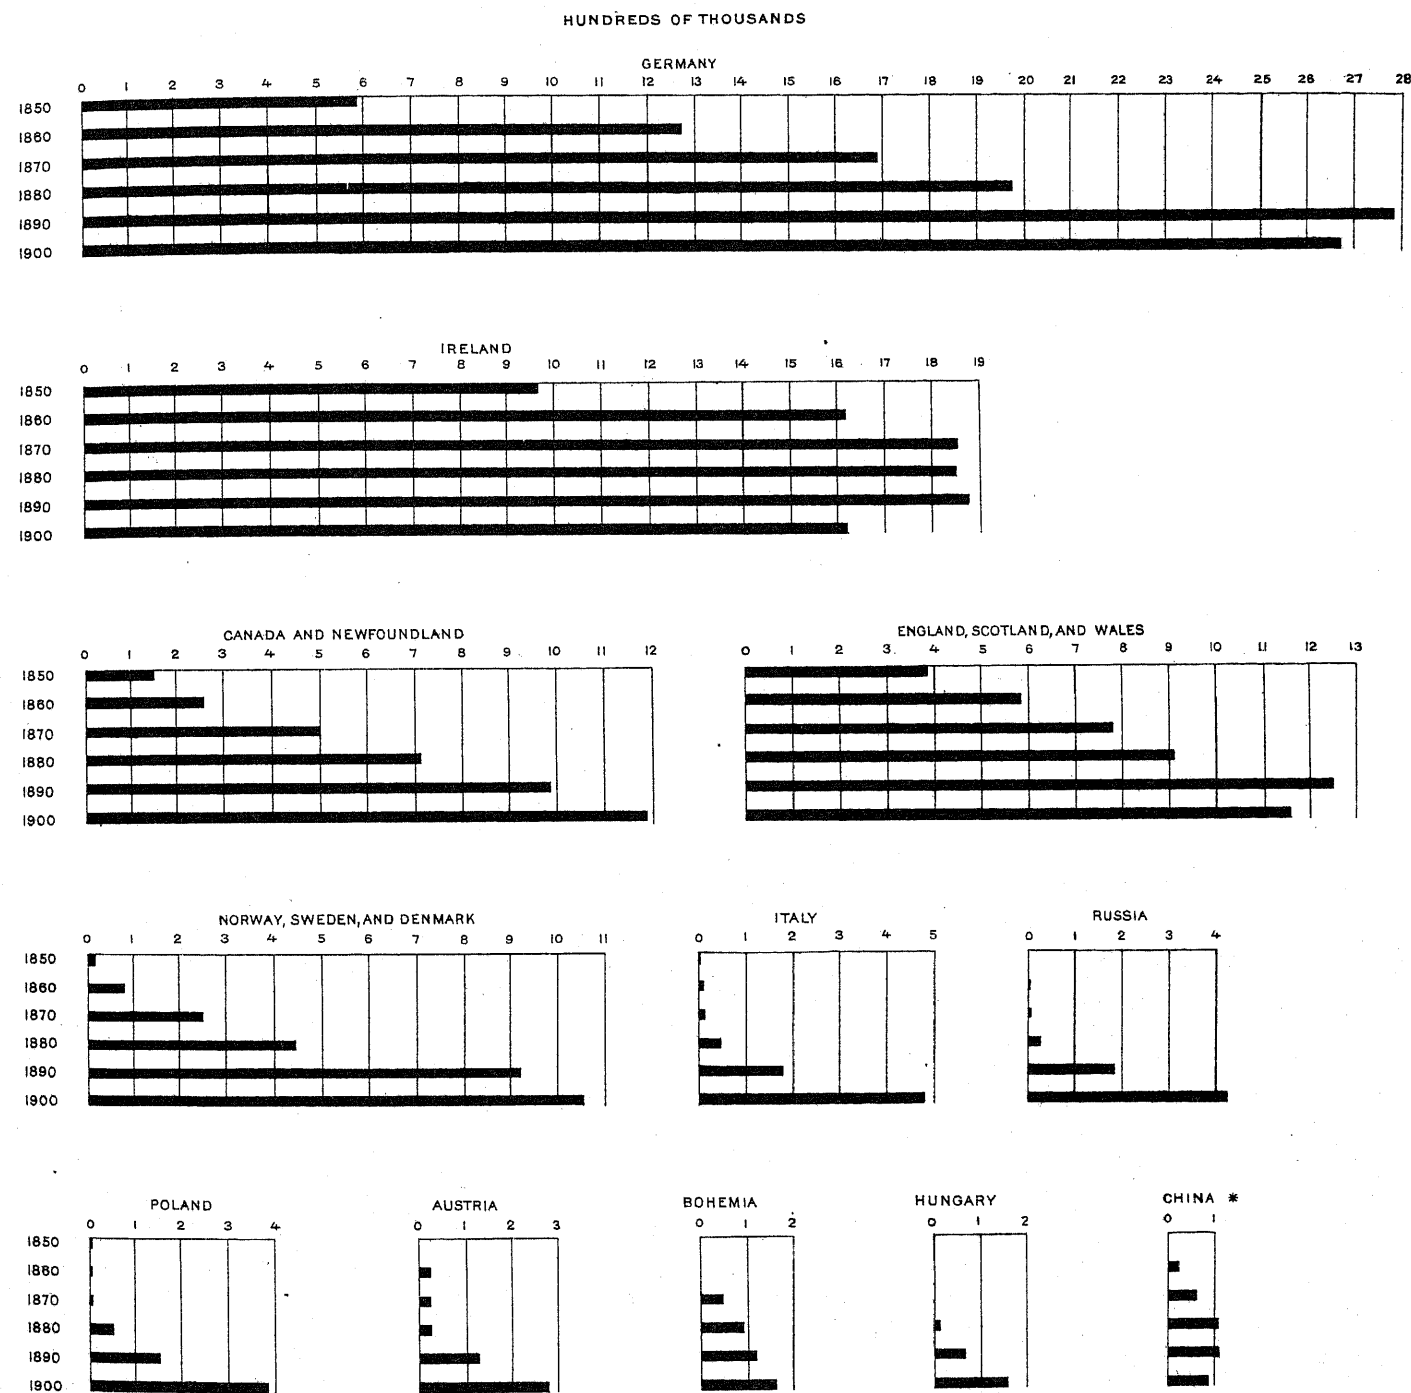 HUNDREDS OF THOUSANDS
GERMANY
0 1 2 3 4 5 6 7 8 9 10 11 12 13 14 15 16 17 18 19 20 21 22 23 24 25 26 27 28
1850
1860
1870
1880
1890
1900
IRELAND
0 1 2 3 4 5 6 7 8 9 10 11 12 13 14 15 16 17 18 19
1850
1860
1870
1880
1890
1900
CANADA AND NEWFOUNDLAND
0 1 2 3 4 5 6 7 8 9 10 11 12
1850
1860
1870
1880
1890
1900
ENGLAND, SCOTLAND, AND WALES
0 1 2 3 4 5 6 7 8 9 10 11 12 13
NORWAY, SWEDEN, AND DENMARK
0 1 2 3 4 5 6 7 8 9 10 11
1850
1860
1870
1880
1890
1900
ITALY
0 1 2 3 4 5
RUSSIA
0 1 2 3 4
POLAND
0 1 2 3 4
1850
1860
1870
1880
1890
1900
AUSTRIA
0 1 2 3
BOHEMIA
0 1 2
HUNGARY
0 1 2
CHINA *
0 1